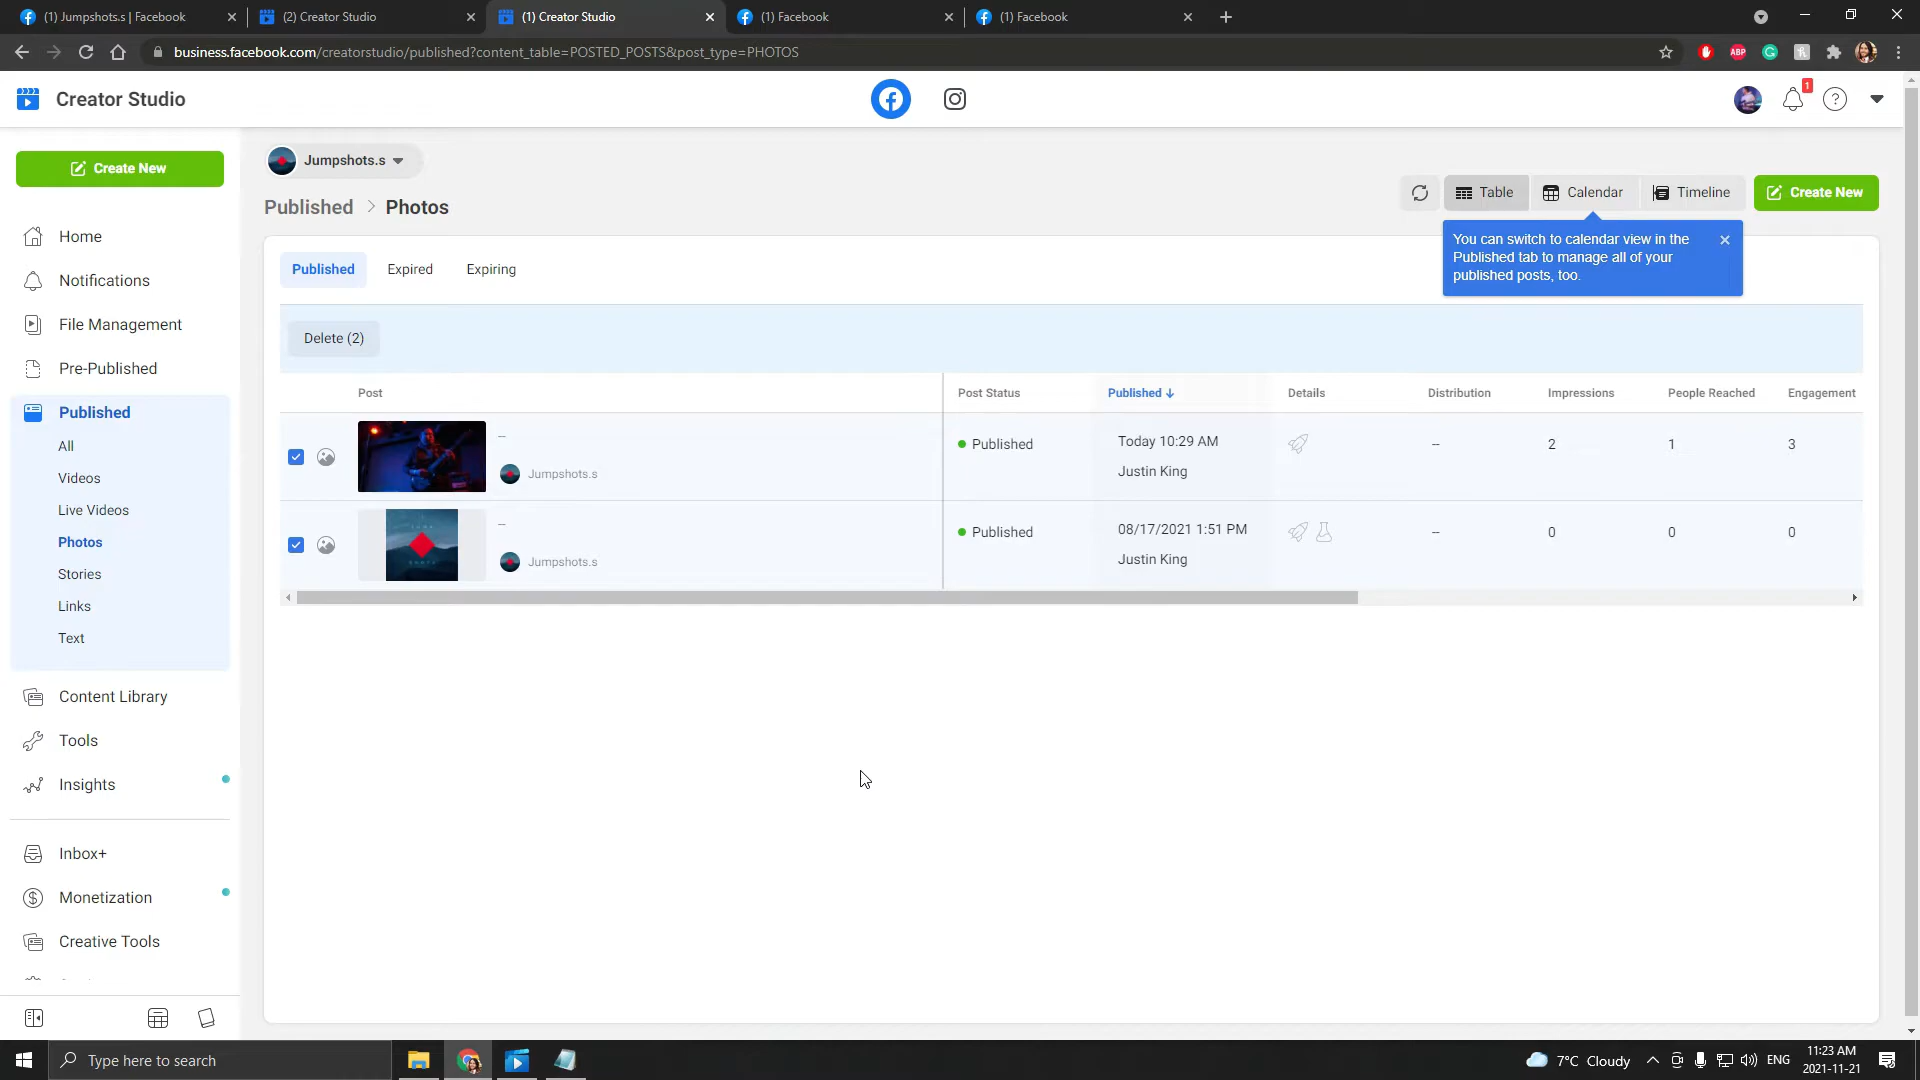 (1) Jumpshots.s | Facebook
(2) Creator Studio
(1) Creator Studio
(1) Facebook
(1) Facebook
business.facebook.com/creatorstudio/published?content_table=POSTED_POSTS&post_type=PHOTOS
ABP
Creator Studio
1
Create New
Jumpshots.s
Published > Photos
Table
Calendar
Timeline
Create New
You can switch to calendar view in the
Published tab to manage all of your
published posts, too.
Home
Notifications
File Management
Pre-Published
Published
All
Videos
Live Videos
Photos
Stories
Links
Text
Content Library
Tools
Insights
Inbox+
Monetization
Creative Tools
Published
Expired
Expiring
Delete (2)
Post
Post Status
Published
Details
Distribution
Impressions
People Reached
Engagement
--
Jumpshots.s
Published
Today 10:29 AM
Justin King
--
2
1
3
--
Jumpshots.s
Published
08/17/2021 1:51 PM
Justin King
--
0
0
0
Type here to search
7°C Cloudy
ENG
11:23 AM
2021-11-21